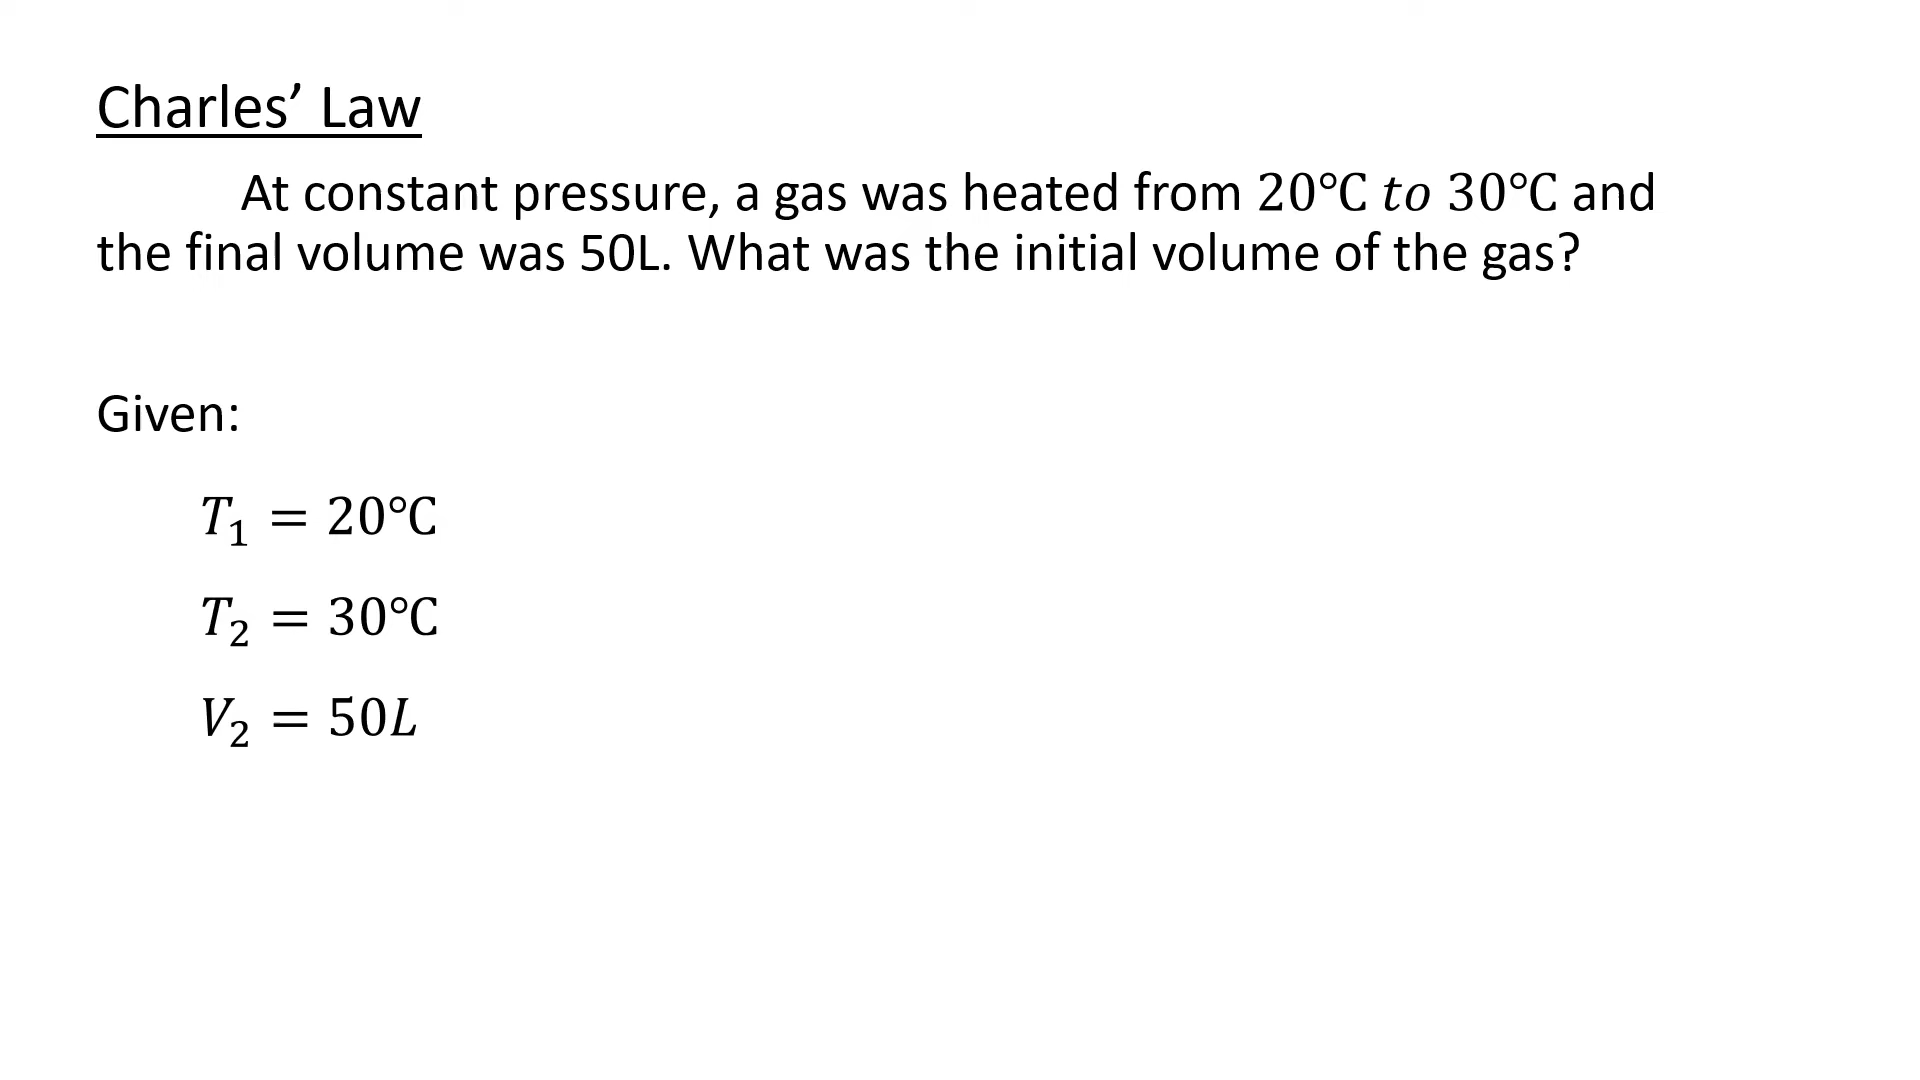 Charles’ Law
At constant pressure, a gas was heated from 20℃ to 30℃ and
the final volume was 50L. What was the initial volume of the gas?
Given:
T₁ = 20℃
T₂ = 30℃
V₂ = 50L